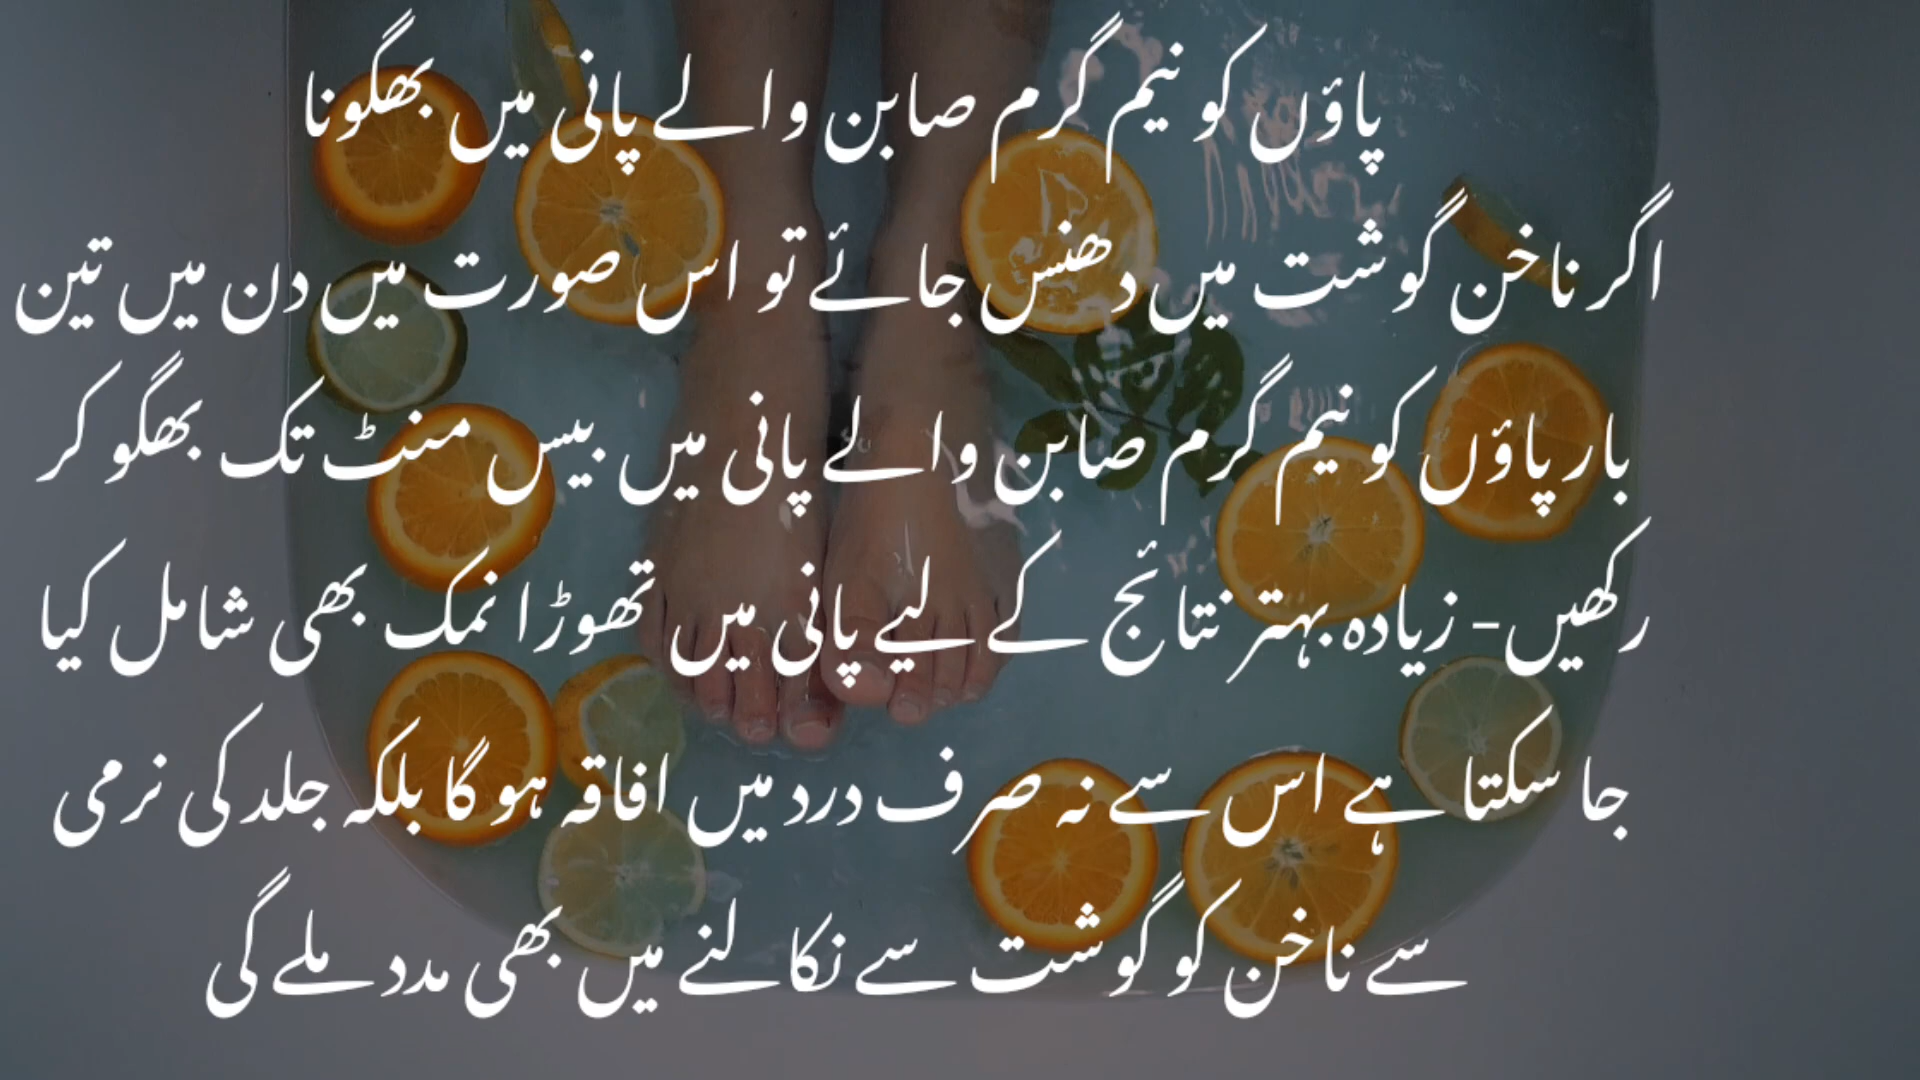 پاؤں کو نیم گرم صابن والے پانی میں بھگونا
اگر ناخن گوشت میں دھنس جائے تو اس صورت میں دن میں تین
بار پاؤں کو نیم گرم صابن والے پانی میں بیس منٹ تک بھگو کر
رکھیں- زیادہ بہتر نتائج کے لیے پانی میں تھوڑا نمک بھی شامل کیا
جا سکتا ہے اس سے نہ صرف درد میں افاقہ ہو گا بلکہ جلد کی نرمی
سے ناخن کو گوشت سے نکالنے میں بھی مدد ملے گی